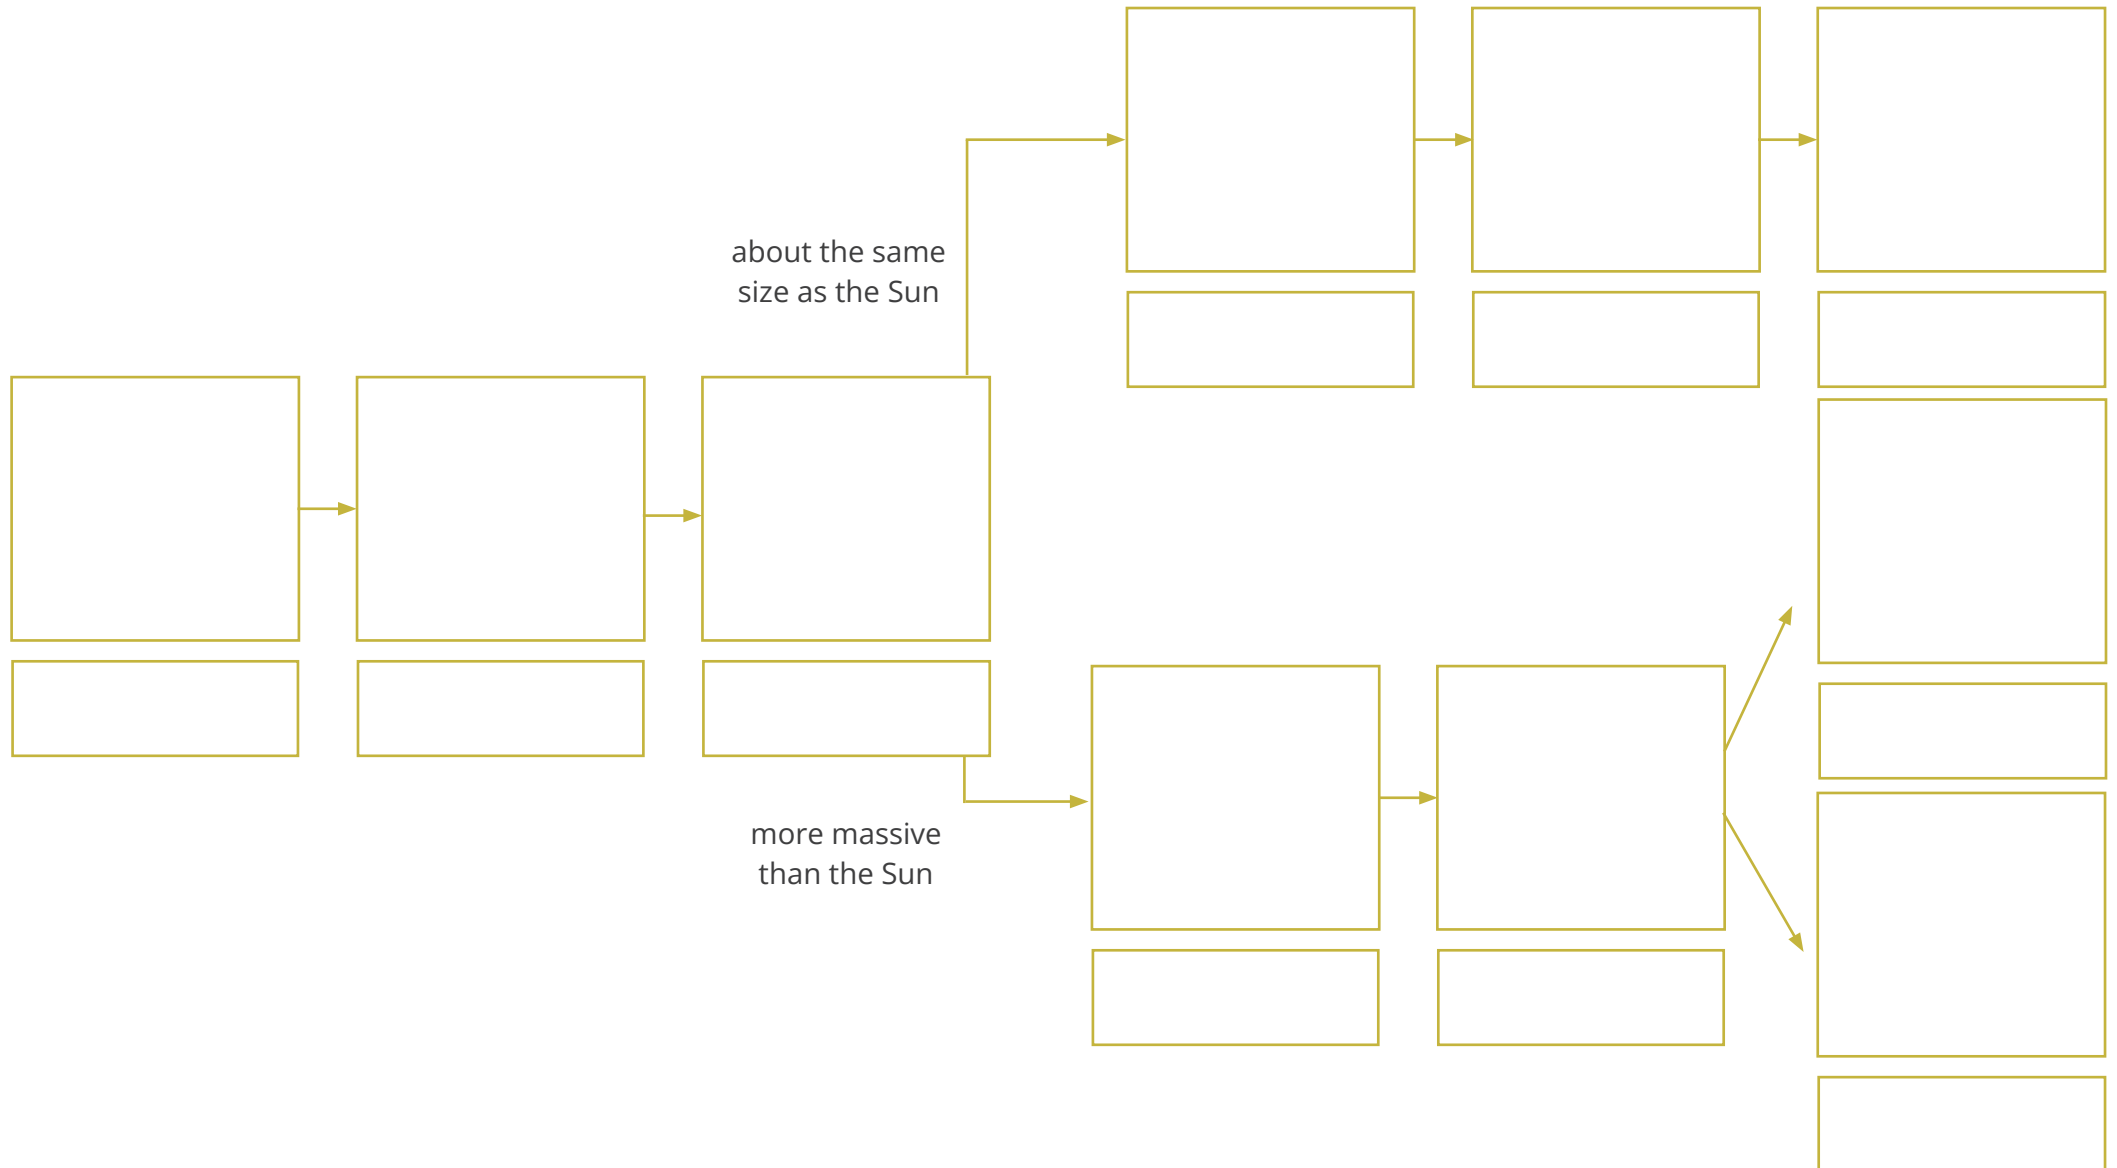 about the same
size as the Sun
more massive
than the Sun